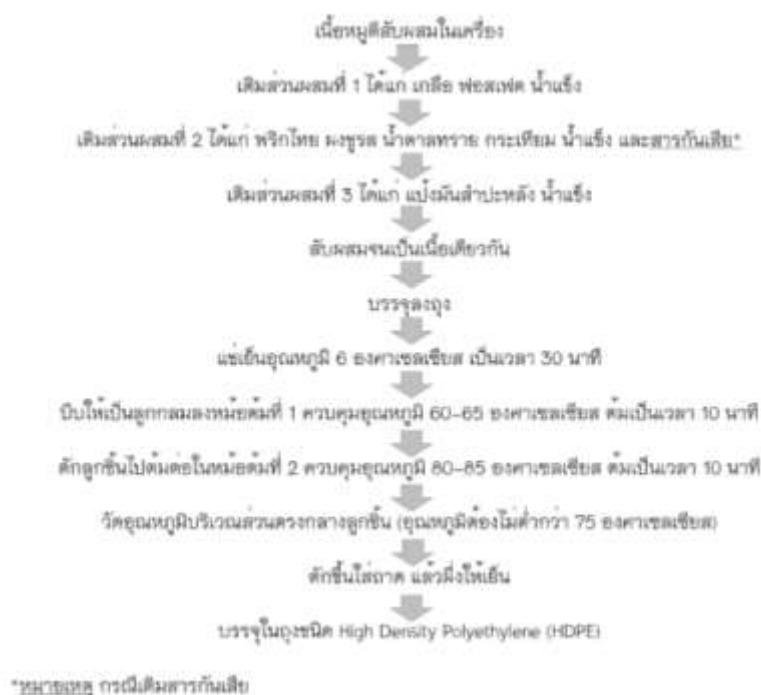 เนื้อหมูตีสับผสมในเครื่อง
เติมส่วนผสมที่ 1 ได้แก่ เกลือ ฟอสเฟต น้ำแข็ง
เติมส่วนผสมที่ 2 ได้แก่ พริกไทย ผงชูรส น้ำตาลทราย กระเทียม น้ำแข็ง และสารกันเสีย*
เติมส่วนผสมที่ 3 ได้แก่ แป้งมันสำปะหลัง น้ำแข็ง
สับผสมจนเป็นเนื้อเดียวกัน
บรรจุลงถุง
แช่เย็นอุณหภูมิ 6 องศาเซลเซียส เป็นเวลา 30 นาที
บีบให้เป็นลูกกลมลงหม้อต้มที่ 1 ควบคุมอุณหภูมิ 60-65 องศาเซลเซียส ต้มเป็นเวลา 10 นาที
ตักลูกชิ้นไปต้มต่อในหม้อต้มที่ 2 ควบคุมอุณหภูมิ 80-85 องศาเซลเซียส ต้มเป็นเวลา 10 นาที
วัดอุณหภูมิบริเวณส่วนตรงกลางลูกชิ้น (อุณหภูมิต้องไม่ต่ำกว่า 75 องศาเซลเซียส)
ตักขึ้นใส่ถาด แล้วผึ่งให้เย็น
บรรจุในถุงชนิด High Density Polyethylene (HDPE)
*หมายเหตุ กรณีเติมสารกันเสีย